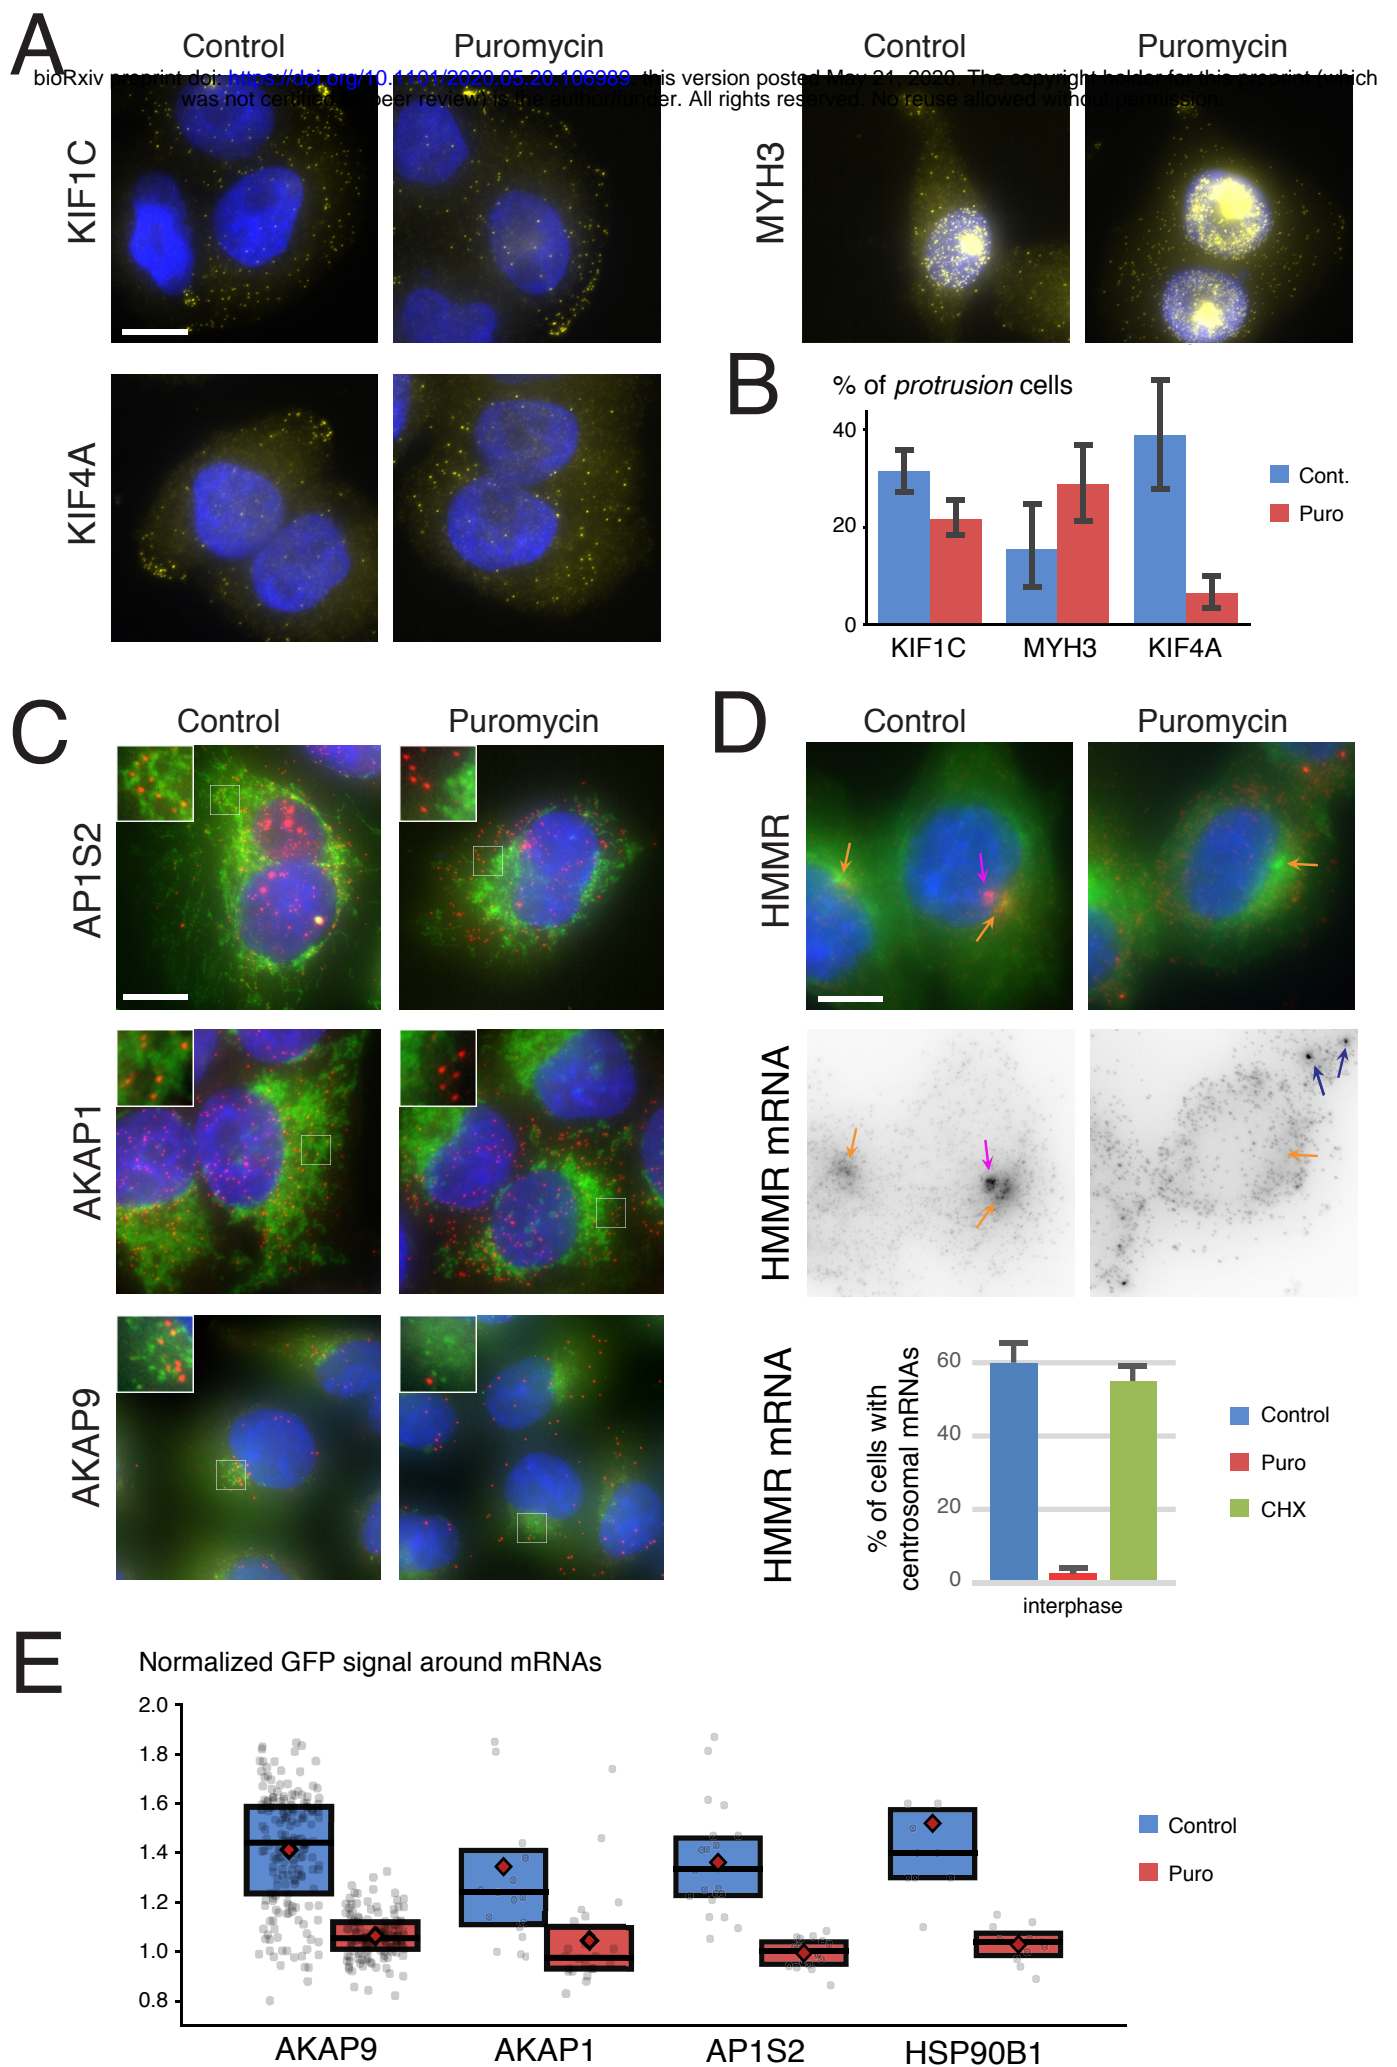 A
Control
Puromycin
Control
Puromycin
bioRxiv preprint doi: https://doi.org/10.1101/2020.05.20.106989; this version posted May 21, 2020. The copyright holder for this preprint (which
was not certified by peer review) is the author/funder. All rights reserved. No reuse allowed without permission.
KIF1C
MYH3
KIF4A
B
% of protrusion cells
40
20
0
KIF1C
MYH3
KIF4A
Cont.
Puro
C
Control
Puromycin
AP1S2
AKAP1
AKAP9
D
Control
Puromycin
HMMR
HMMR mRNA
HMMR mRNA
% of cells with
centrosomal mRNAs
60
40
20
0
interphase
Control
Puro
CHX
E
Normalized GFP signal around mRNAs
2.0
1.8
1.6
1.4
1.2
1.0
0.8
AKAP9
AKAP1
AP1S2
HSP90B1
Control
Puro